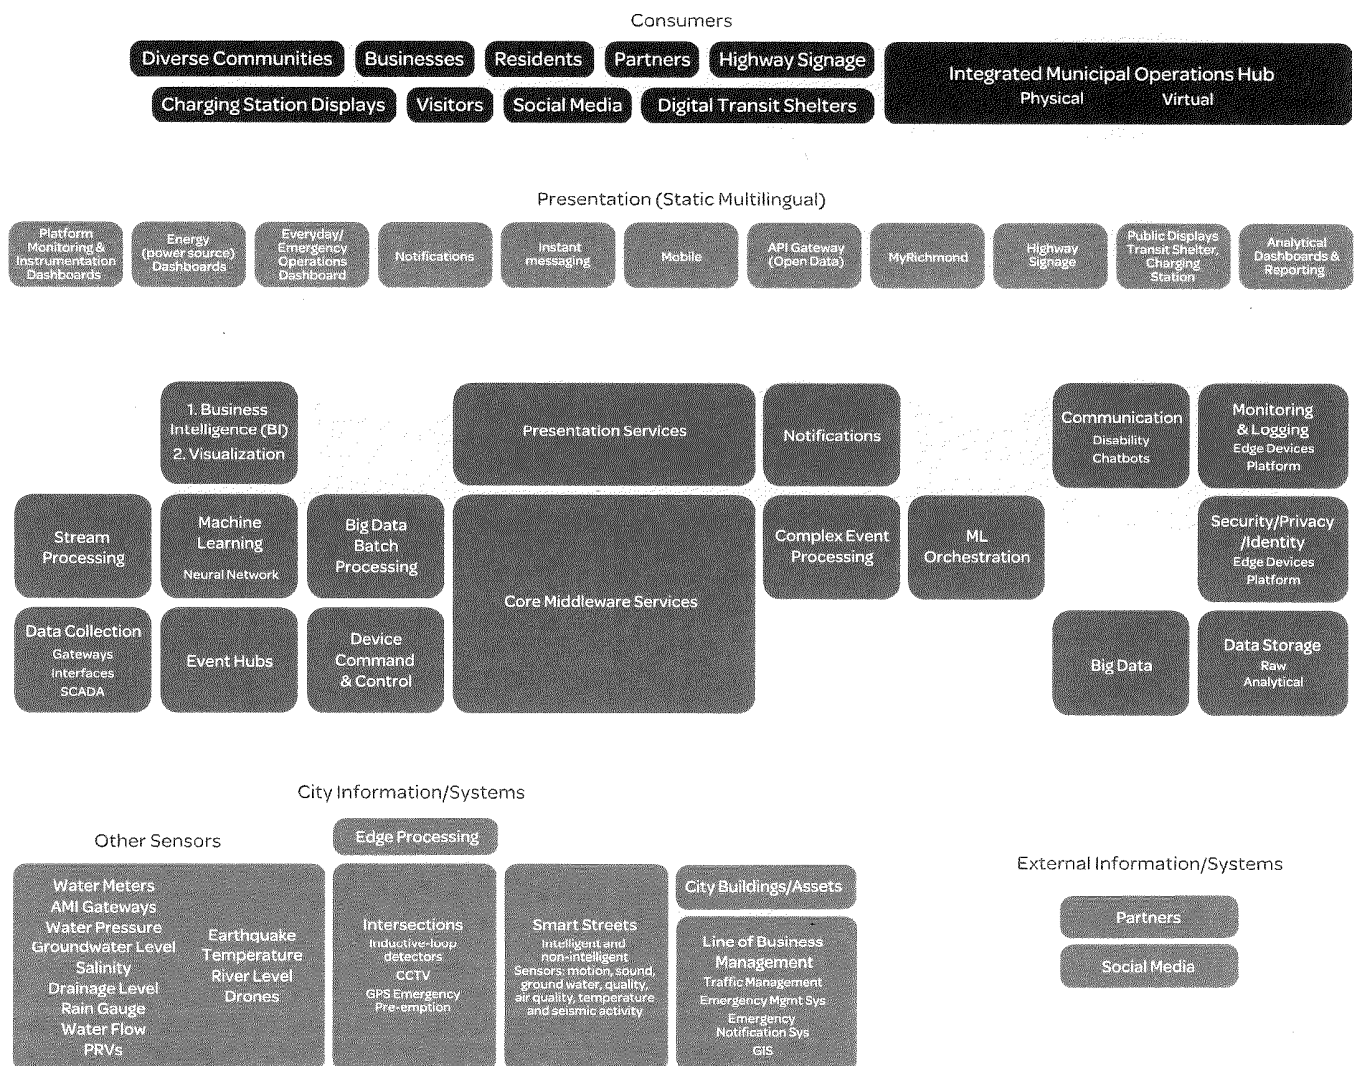 Consumers
Diverse Communities
Businesses
Residents
Partners
Highway Signage
Charging Station Displays
Visitors
Social Media
Digital Transit Shelters
Integrated Municipal Operations Hub
Physical
Virtual
Presentation (Static Multilingual)
Platform
Monitoring &
Instrumentation
Dashboards
Energy
(power source)
Dashboards
Everyday/
Emergency
Operations
Dashboard
Notifications
Instant
messaging
Mobile
API Gateway
(Open Data)
MyRichmond
Highway
Signage
Public Displays
Transit Shelter,
Charging
Station
Analytical
Dashboards &
Reporting
1. Business
Intelligence (BI)
2. Visualization
Presentation Services
Notifications
Communication
Disability
Chatbots
Monitoring
& Logging
Edge Devices
Platform
Stream
Processing
Machine
Learning
Neural Network
Big Data
Batch
Processing
Core Middleware Services
Complex Event
Processing
ML
Orchestration
Security/Privacy
/Identity
Edge Devices
Platform
Data Collection
Gateways
Interfaces
SCADA
Event Hubs
Device
Command
& Control
Big Data
Data Storage
Raw
Analytical
City Information/Systems
Other Sensors
Water Meters
AMI Gateways
Water Pressure
Groundwater Level
Salinity
Drainage Level
Rain Gauge
Water Flow
PRVs
Earthquake
Temperature
River Level
Drones
Edge Processing
Intersections
Inductive-loop
detectors
CCTV
GPS Emergency
Pre-emption
Smart Streets
Intelligent and
non-intelligent
Sensors: motion, sound,
ground water, quality,
air quality, temperature
and seismic activity
City Buildings/Assets
Line of Business
Management
Traffic Management
Emergency Mgmt Sys
Emergency
Notification Sys
GIS
External Information/Systems
Partners
Social Media